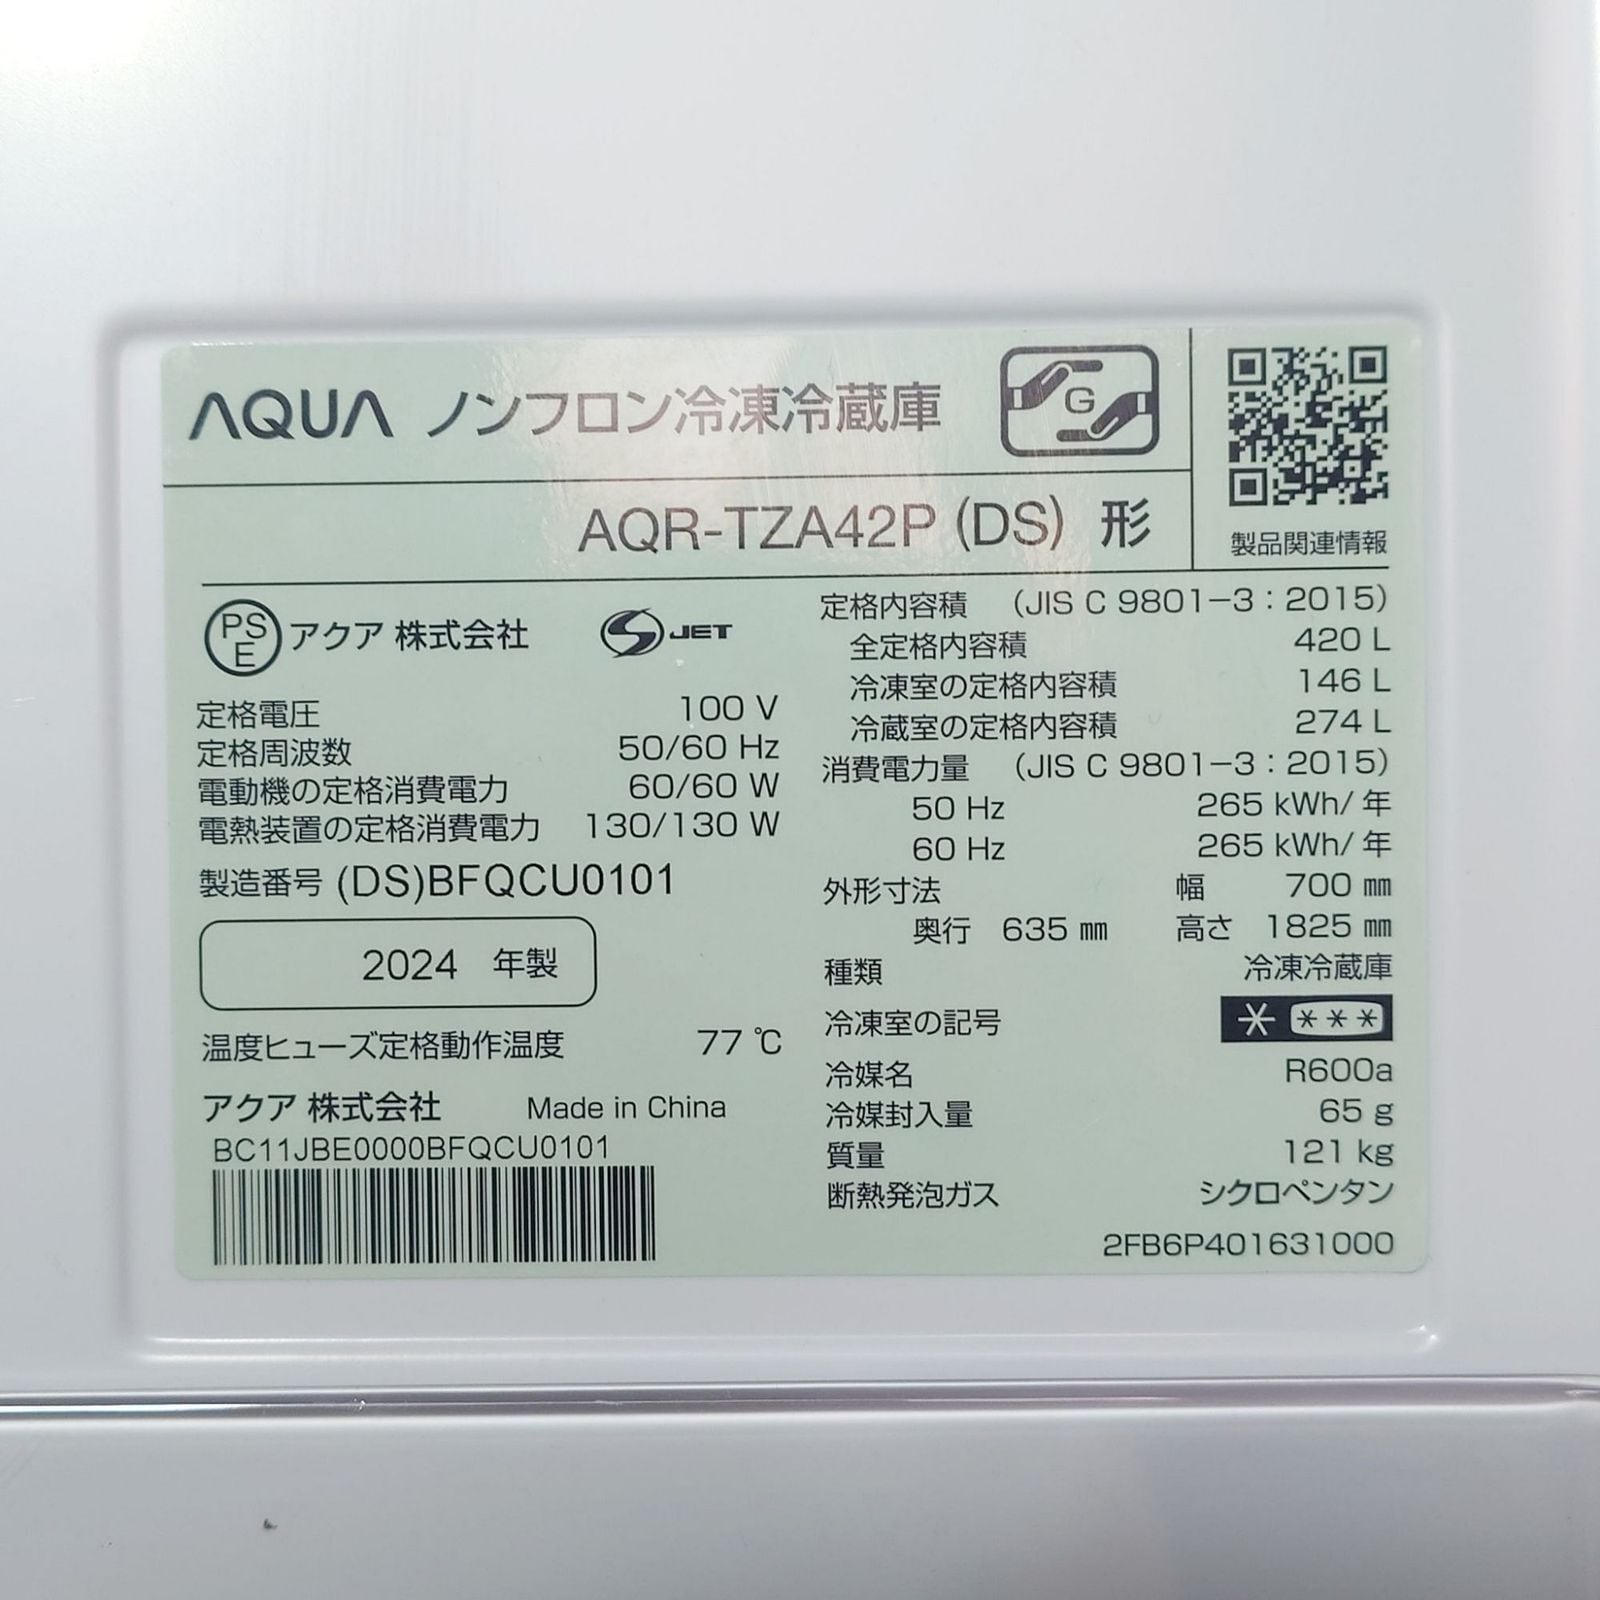 AQUA ノンフロン冷凍冷蔵庫
G
AQR-TZA42P (DS) 形
製品関連情報
PS
E
アクア 株式会社
S JET
定格電圧 100 V
定格周波数 50/60 Hz
電動機の定格消費電力 60/60 W
電熱装置の定格消費電力 130/130 W
製造番号 (DS)BFQCU0101
2024 年製
温度ヒューズ定格動作温度 77 ℃
アクア 株式会社 Made in China
BC11JBE0000BFQCU0101
定格内容積 (JIS C 9801-3:2015)
全定格内容積 420 L
冷凍室の定格内容積 146 L
冷蔵室の定格内容積 274 L
消費電力量 (JIS C 9801-3:2015)
50 Hz 265 kWh/ 年
60 Hz 265 kWh/ 年
外形寸法 幅 700 ㎜
奥行 635 ㎜ 高さ 1825 ㎜
種類 冷凍冷蔵庫
冷凍室の記号 * ***
冷媒名 R600a
冷媒封入量 65 g
質量 121 kg
断熱発泡ガス シクロペンタン
2FB6P401631000